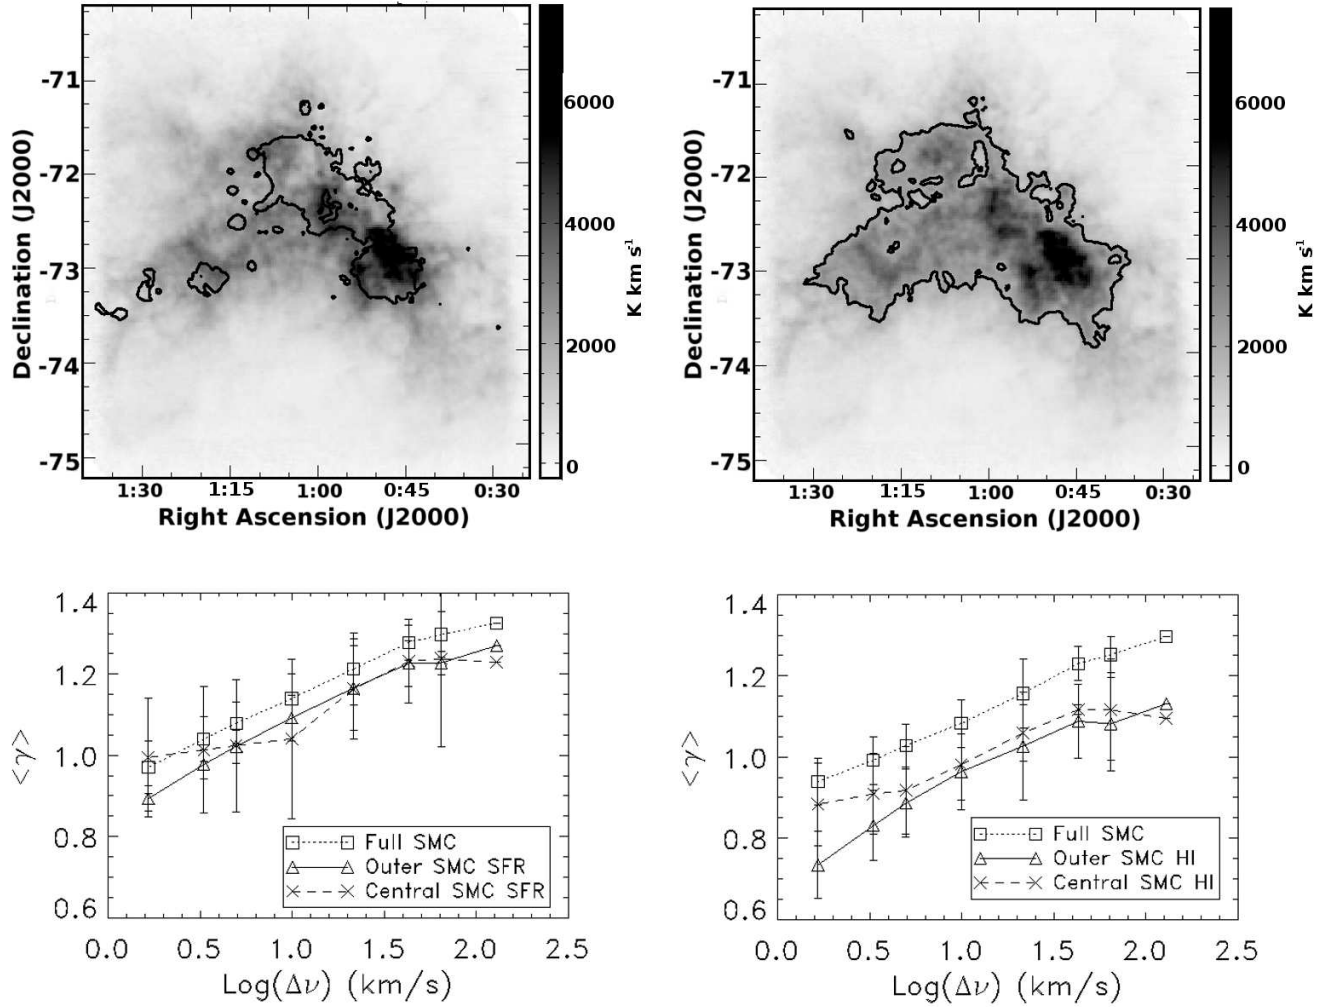 -71
-72
-73
-74
-75
Declination (J2000)
1:30 1:15 1:00 0:45 0:30
Right Ascension (J2000)
6000
4000
2000
0
K km s-1
-71
-72
-73
-74
-75
Declination (J2000)
1:30 1:15 1:00 0:45 0:30
Right Ascension (J2000)
6000
4000
2000
0
K km s-1
1.4
1.2
1.0
0.8
0.6
<γ>
Full SMC
Outer SMC SFR
Central SMC SFR
0.0 0.5 1.0 1.5 2.0 2.5
Log(Δν) (km/s)
1.4
1.2
1.0
0.8
0.6
<γ>
Full SMC
Outer SMC HI
Central SMC HI
0.0 0.5 1.0 1.5 2.0 2.5
Log(Δν) (km/s)